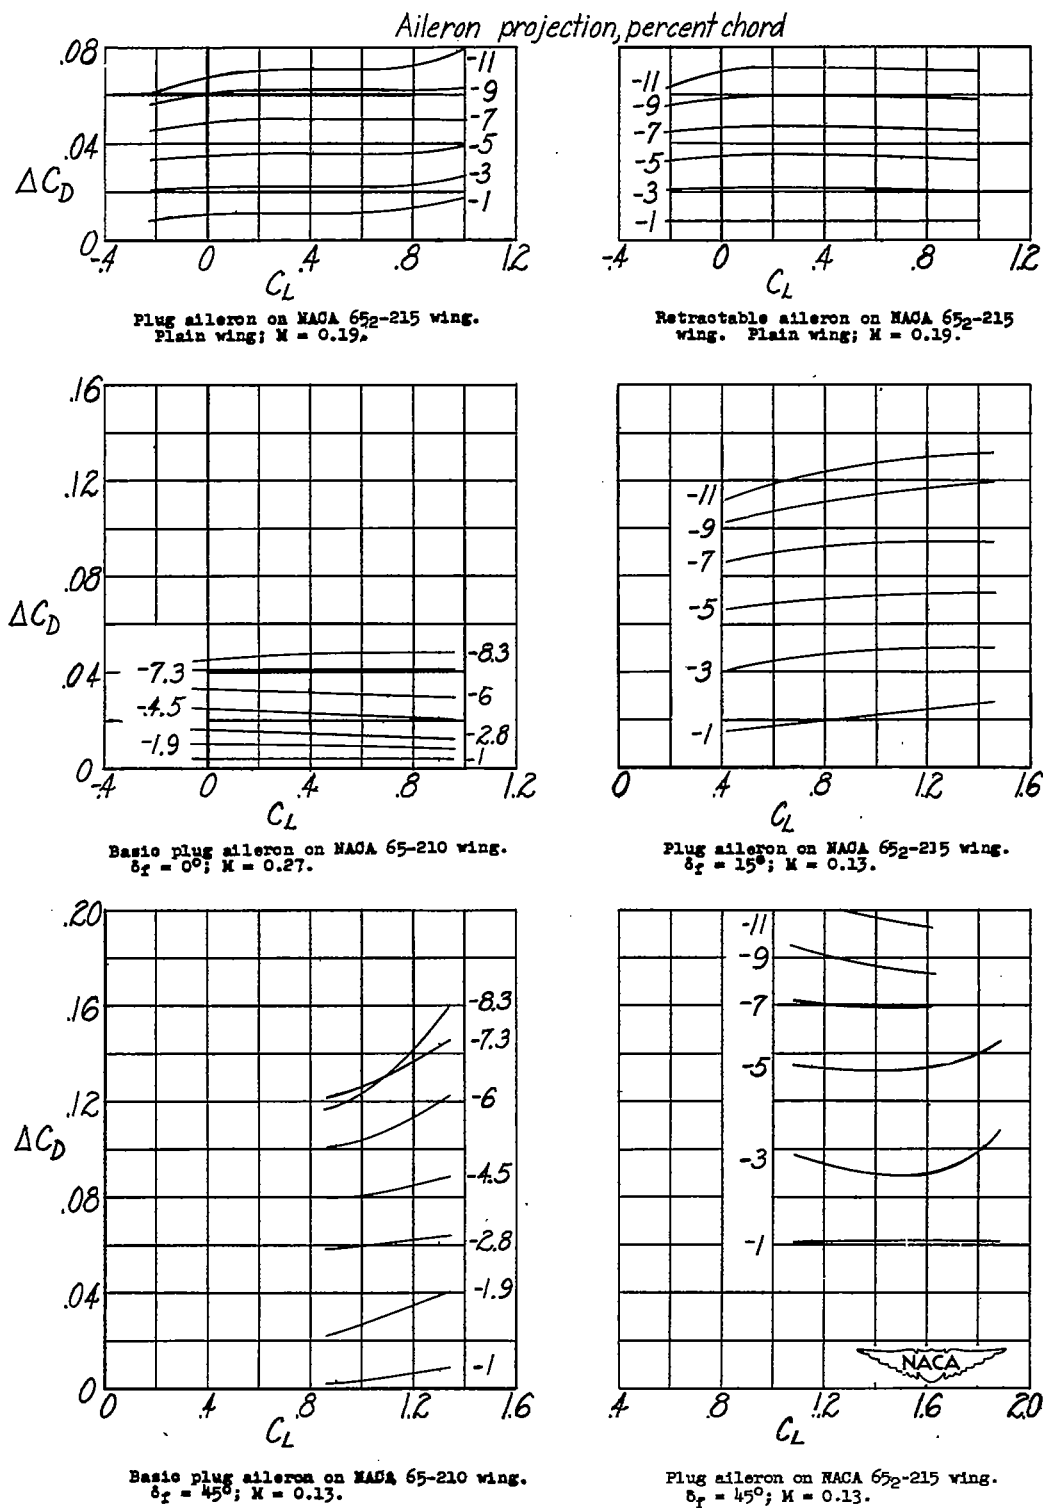 Aileron projection, percent chord
.08
.04
0
ΔC_D
-11
-9
-7
-5
-3
-1
-.4 0 .4 .8 1.2
C_L
Plug aileron on NACA 65₂-215 wing.
Plain wing; M = 0.19.
-11
-9
-7
-5
-3
-1
-.4 0 .4 .8 1.2
C_L
Retractable aileron on NACA 65₂-215
wing. Plain wing; M = 0.19.
.16
.12
.08
.04
0
ΔC_D
-7.3
-4.5
-1.9
-8.3
-6
-2.8
-1
-.4 0 .4 .8 1.2
C_L
Basic plug aileron on NACA 65-210 wing.
δ_f = 0°; M = 0.27.
-11
-9
-7
-5
-3
-1
0 .4 .8 1.2 1.6
C_L
Plug aileron on NACA 65₂-215 wing.
δ_f = 15°; M = 0.13.
.20
.16
.12
.08
.04
0
ΔC_D
-8.3
-7.3
-6
-4.5
-2.8
-1.9
-1
0 .4 .8 1.2 1.6
C_L
Basic plug aileron on NACA 65-210 wing.
δ_f = 45°; M = 0.13.
-11
-9
-7
-5
-3
-1
NACA
.4 .8 1.2 1.6 2.0
C_L
Plug aileron on NACA 65₂-215 wing.
δ_f = 45°; M = 0.13.